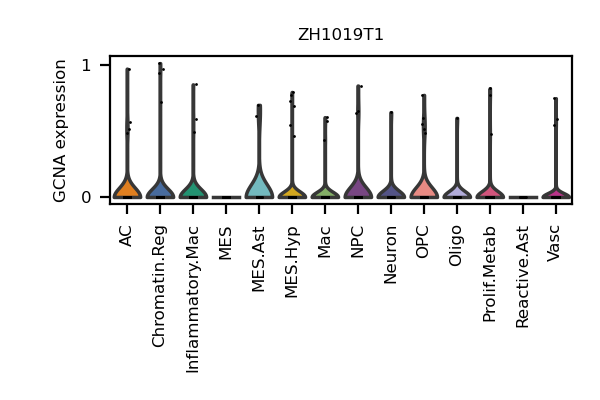 ZH1019T1
GCNA expression
1
0
AC
Chromatin.Reg
Inflammatory.Mac
MES
MES.Ast
MES.Hyp
Mac
NPC
Neuron
OPC
Oligo
Prolif.Metab
Reactive.Ast
Vasc